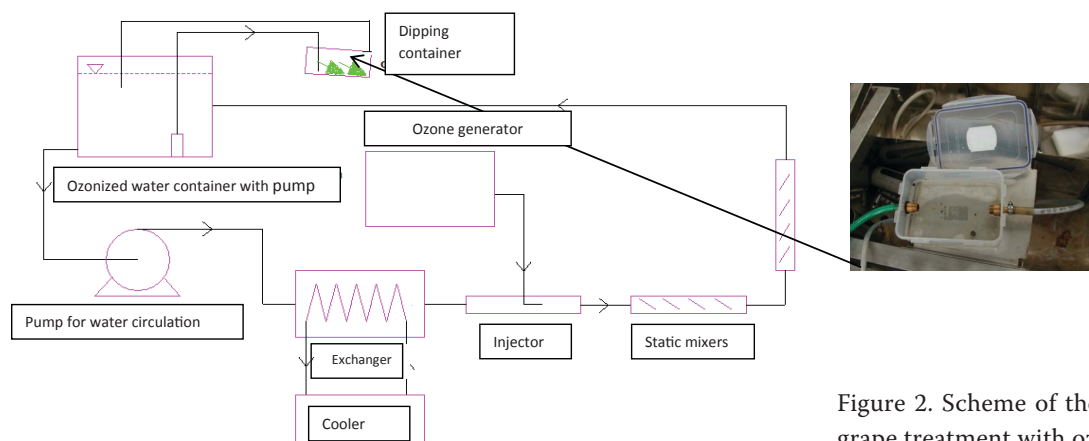 Dipping
container
Ozone generator
Ozonized water container with pump
Pump for water circulation
Exchanger
Cooler
Injector
Static mixers
Figure 2. Scheme of the
grape treatment with